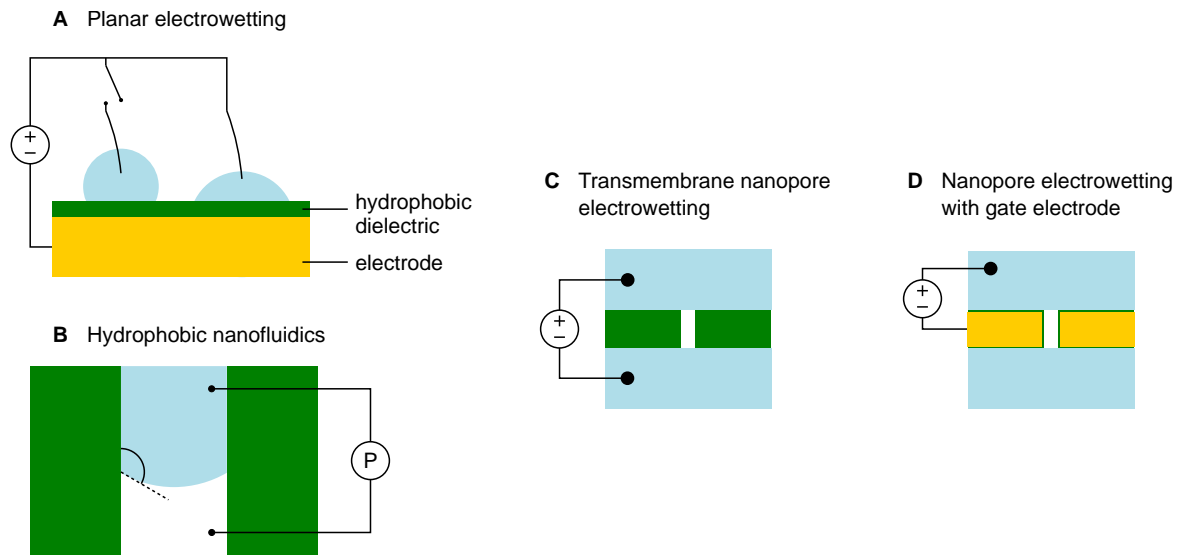 A Planar electrowetting
+
−
hydrophobic
dielectric
electrode
B Hydrophobic nanofluidics
P
C Transmembrane nanopore
electrowetting
+
−
D Nanopore electrowetting
with gate electrode
+
−